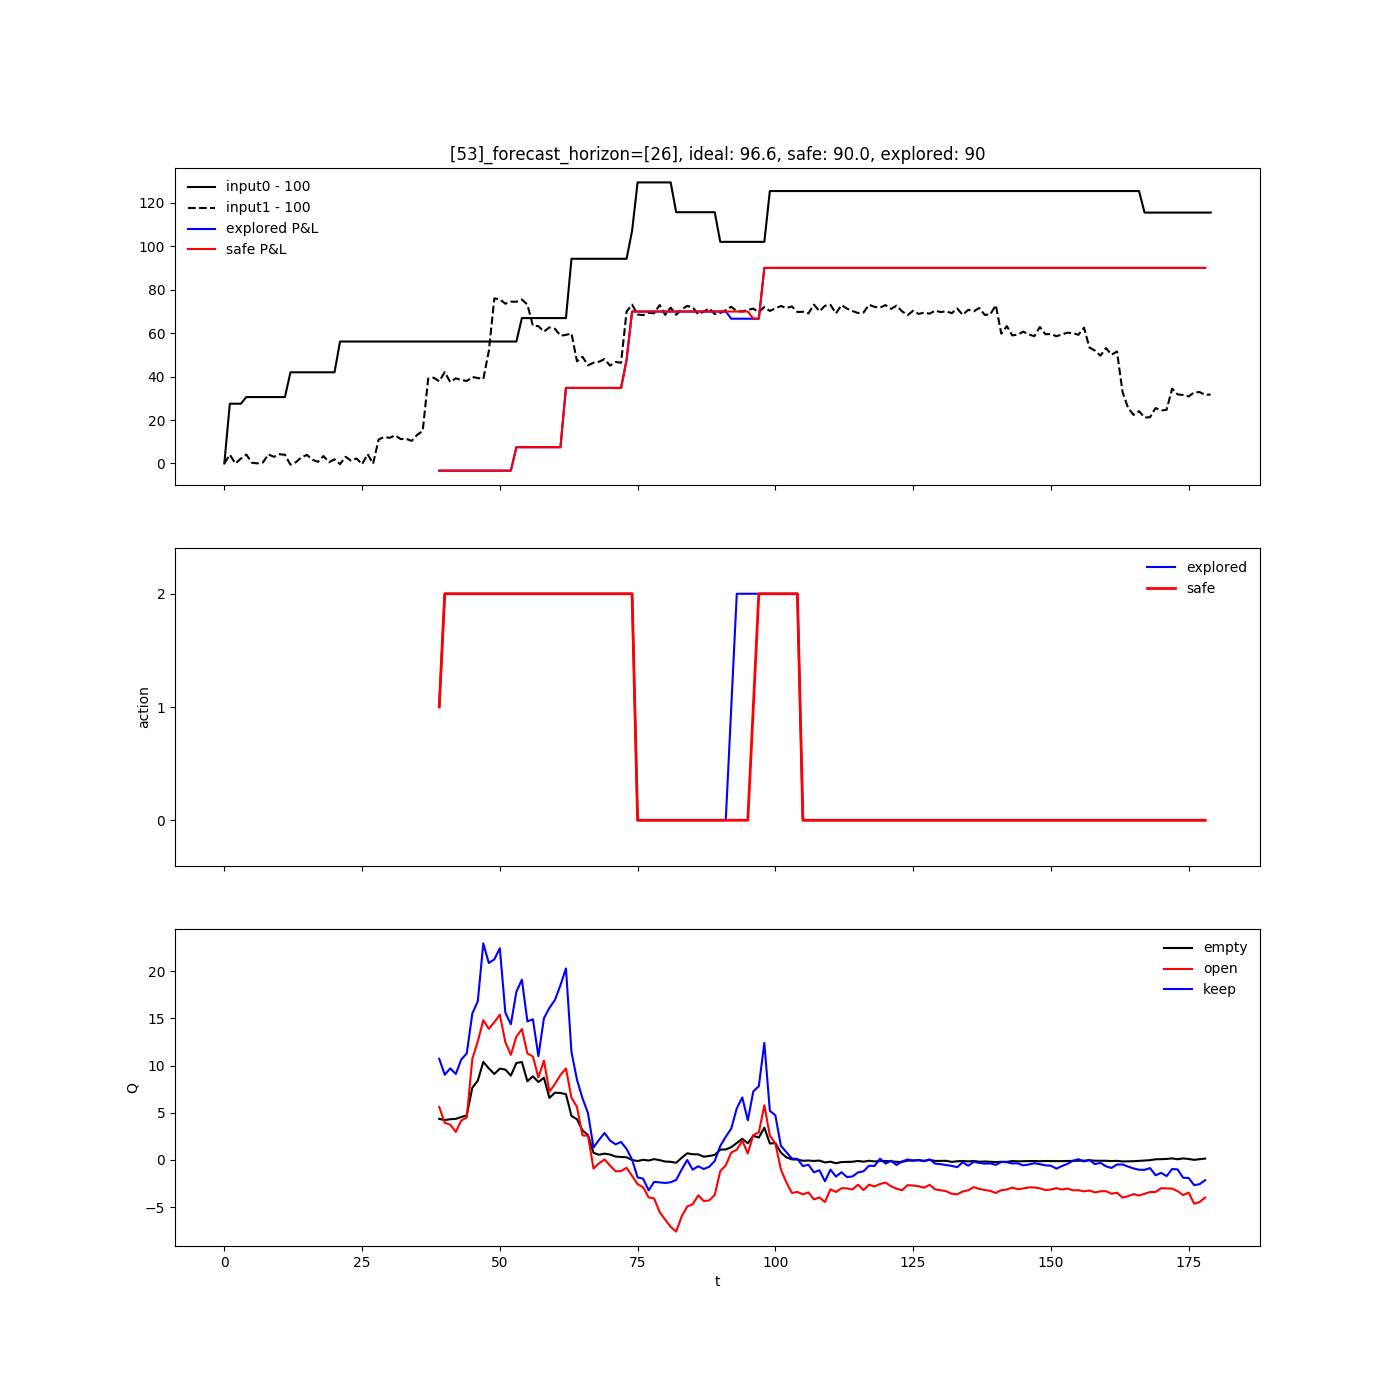 [53]_forecast_horizon=[26], ideal: 96.6, safe: 90.0, explored: 90
input0 - 100
input1 - 100
explored P&L
safe P&L
120
100
80
60
40
20
0
explored
safe
2
1
0
action
empty
open
keep
20
15
10
5
0
−5
Q
0 25 50 75 100 125 150 175
t